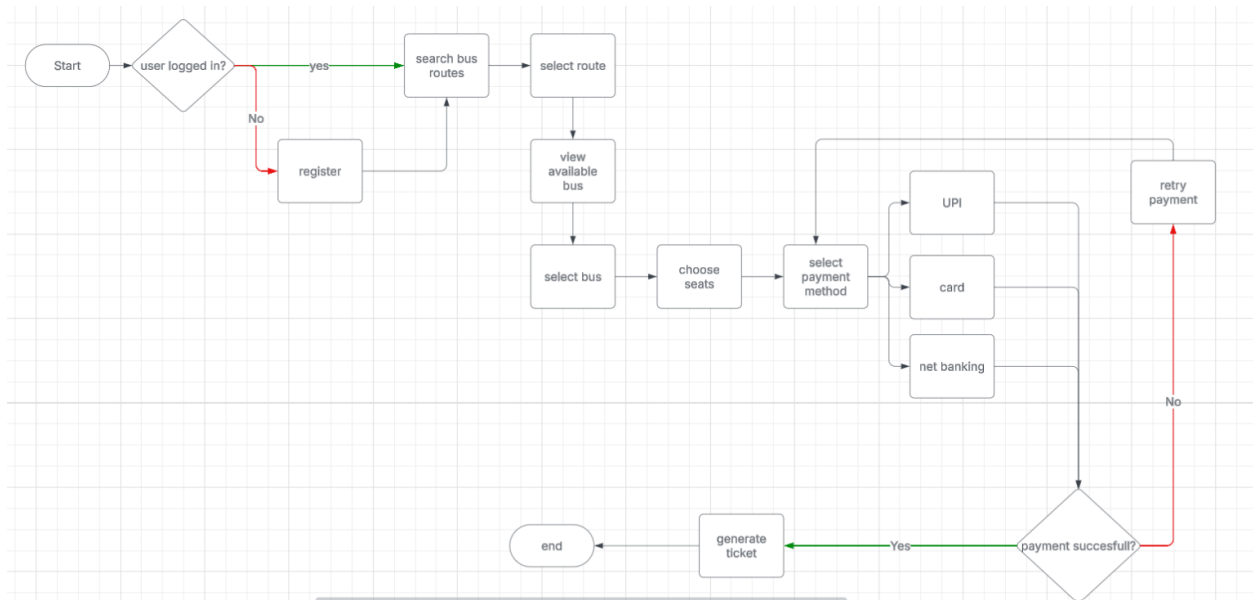 Start
user logged in?
yes
No
search bus
routes
select route
register
view
available
bus
select bus
choose
seats
select
payment
method
UPI
card
net banking
retry
payment
No
payment succesfull?
Yes
generate
ticket
end